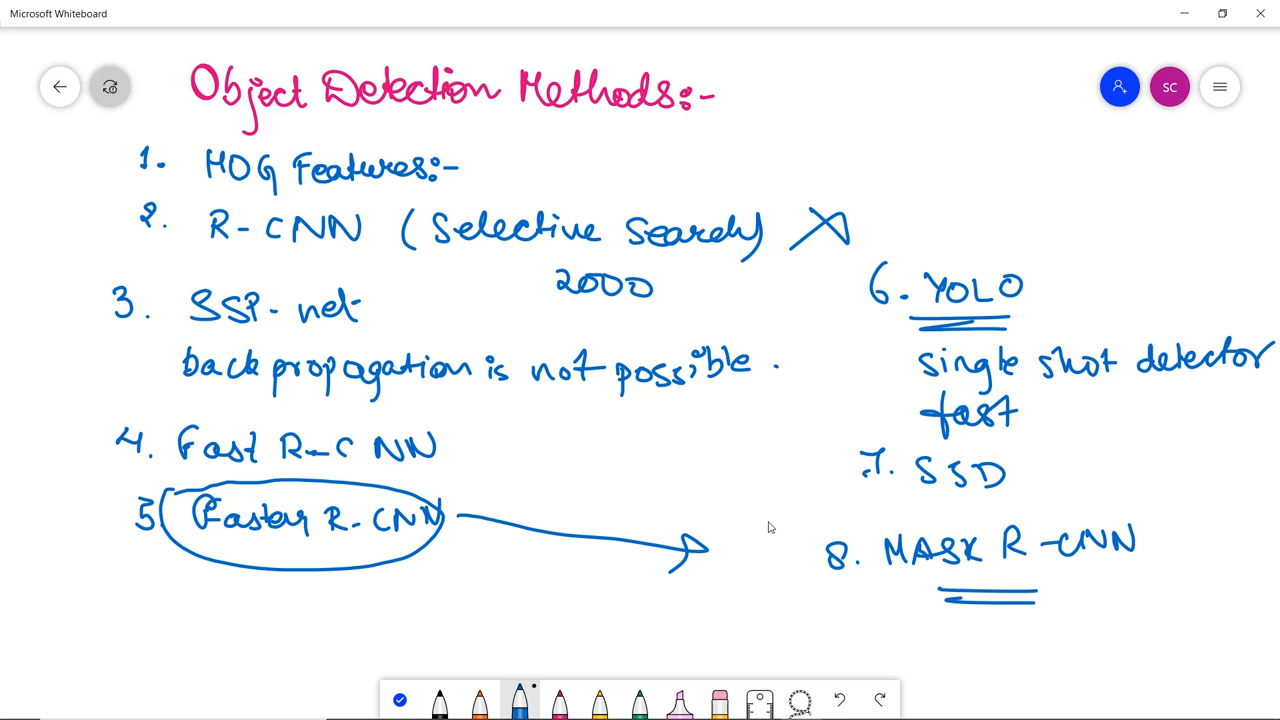 Microsoft Whiteboard
SC
Object Detection Methods:-
1. HOG Features:-
2. R-CNN (Selective Search)
2000
3. SSP-net
back propagation is not possible.
4. Fast R-CNN
5 Faster R-CNN
6. YOLO
single shot detector
fast
7. SSD
8. MASK R-CNN